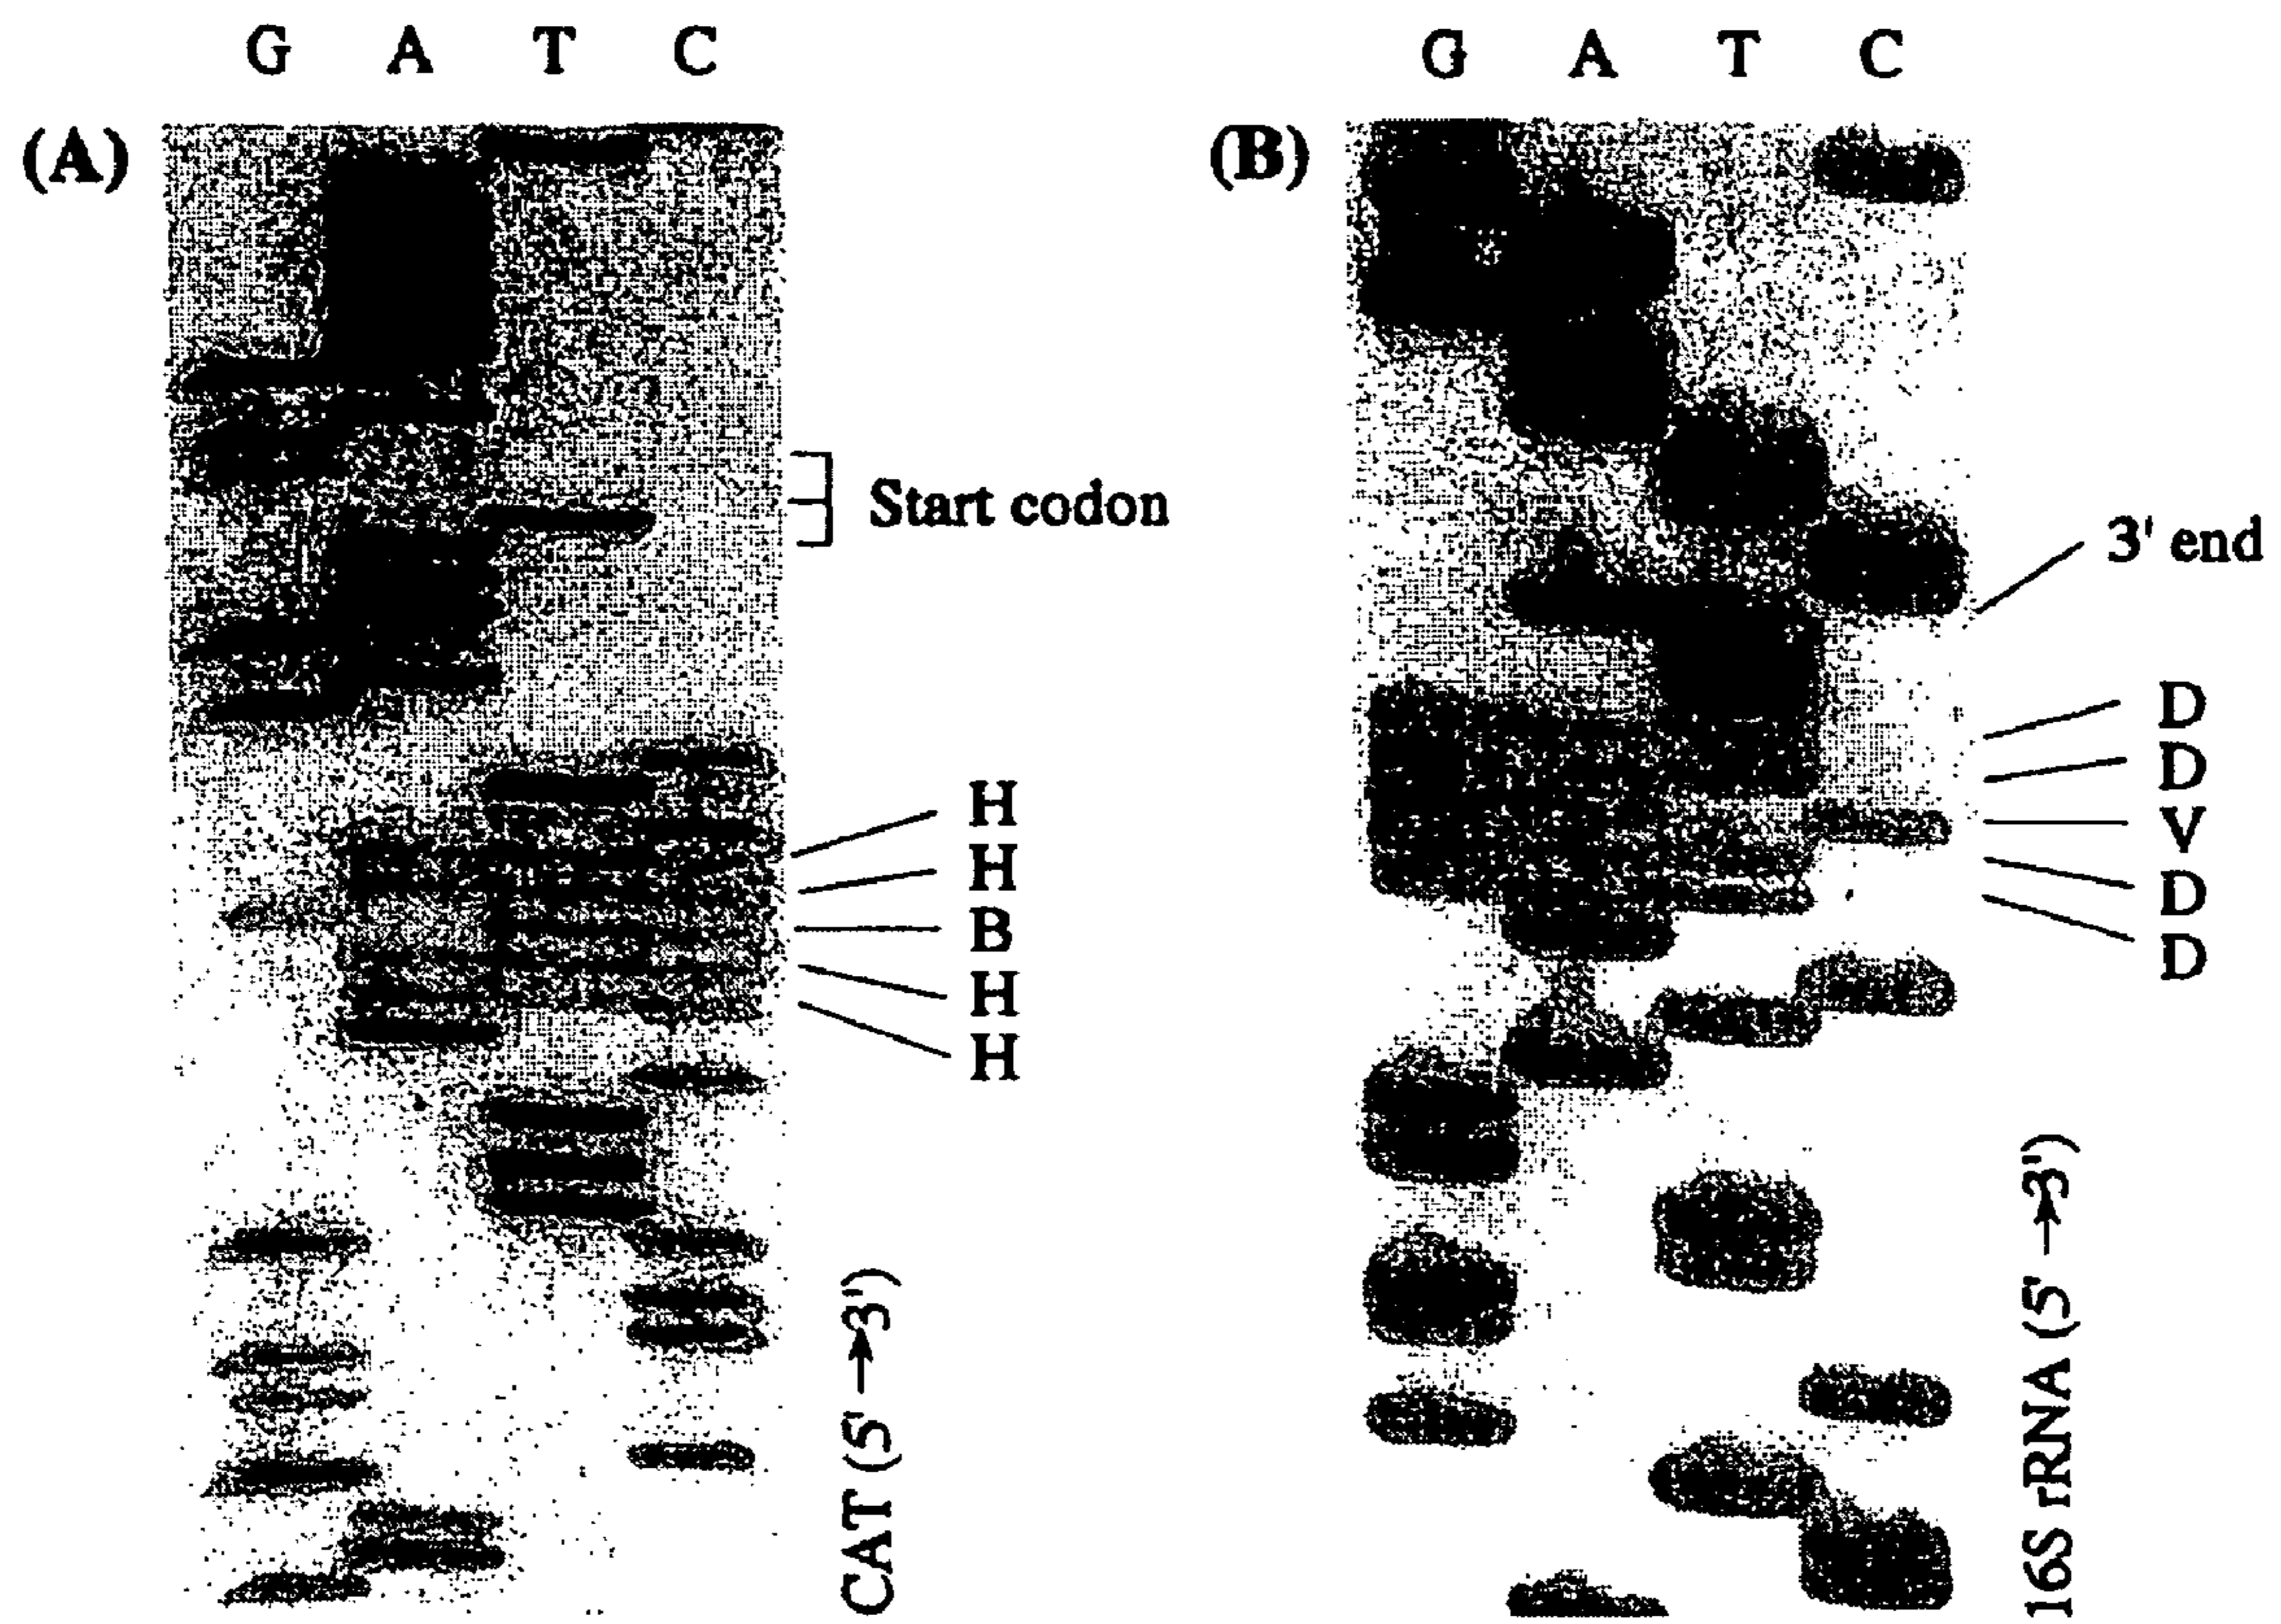 G A T C
(A)
Start codon
H
H
B
H
H
CAT (5' → 3')
G A T C
(B)
3' end
D
D
V
D
D
16S rRNA (5' → 3')